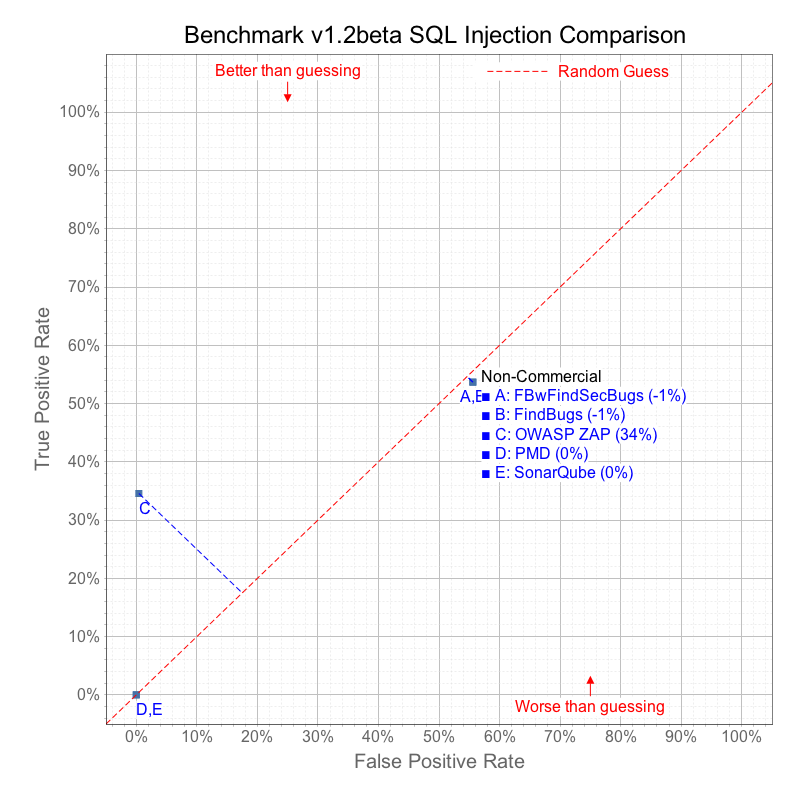 Benchmark v1.2beta SQL Injection Comparison
Better than guessing
Random Guess
100%
90%
80%
70%
60%
50%
40%
30%
20%
10%
0%
True Positive Rate
Non-Commercial
A: FBwFindSecBugs (-1%)
B: FindBugs (-1%)
C: OWASP ZAP (34%)
D: PMD (0%)
E: SonarQube (0%)
C
D,E
Worse than guessing
0%
10%
20%
30%
40%
50%
60%
70%
80%
90%
100%
False Positive Rate